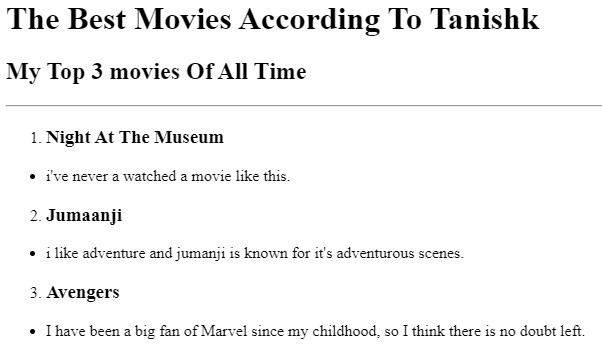 The Best Movies According To Tanishk
My Top 3 movies Of All Time
1. Night At The Museum
• i've never a watched a movie like this.
2. Jumaanji
• i like adventure and jumanji is known for it's adventurous scenes.
3. Avengers
• I have been a big fan of Marvel since my childhood, so I think there is no doubt left.